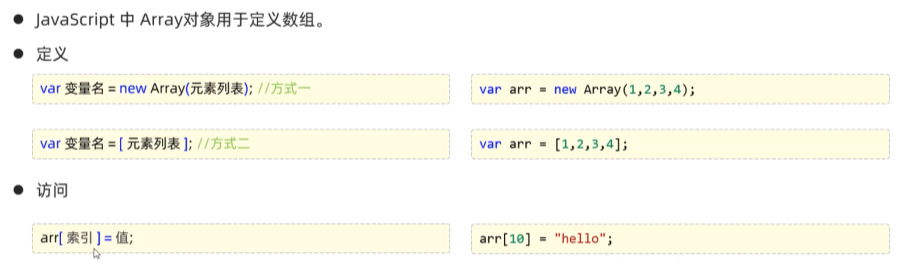 ● JavaScript 中 Array对象用于定义数组。
● 定义
var 变量名 = new Array(元素列表); //方式一
var arr = new Array(1,2,3,4);
var 变量名 = [ 元素列表 ]; //方式二
var arr = [1,2,3,4];
● 访问
arr[ 索引 ] = 值;
arr[10] = "hello";